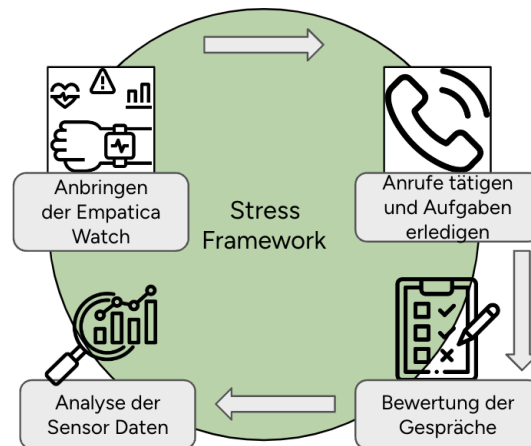 Anbringen
der Empatica
Watch
Anrufe tätigen
und Aufgaben
erledigen
Stress
Framework
Analyse der
Sensor Daten
Bewertung der
Gespräche